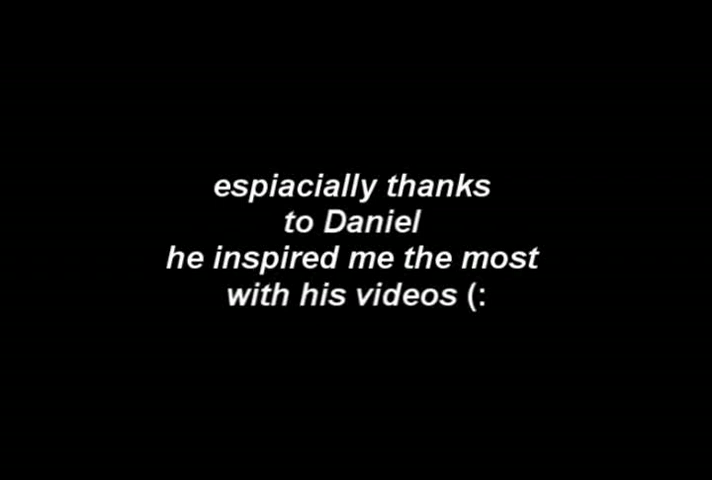 espiacially thanks
to Daniel
he inspired me the most
with his videos (: